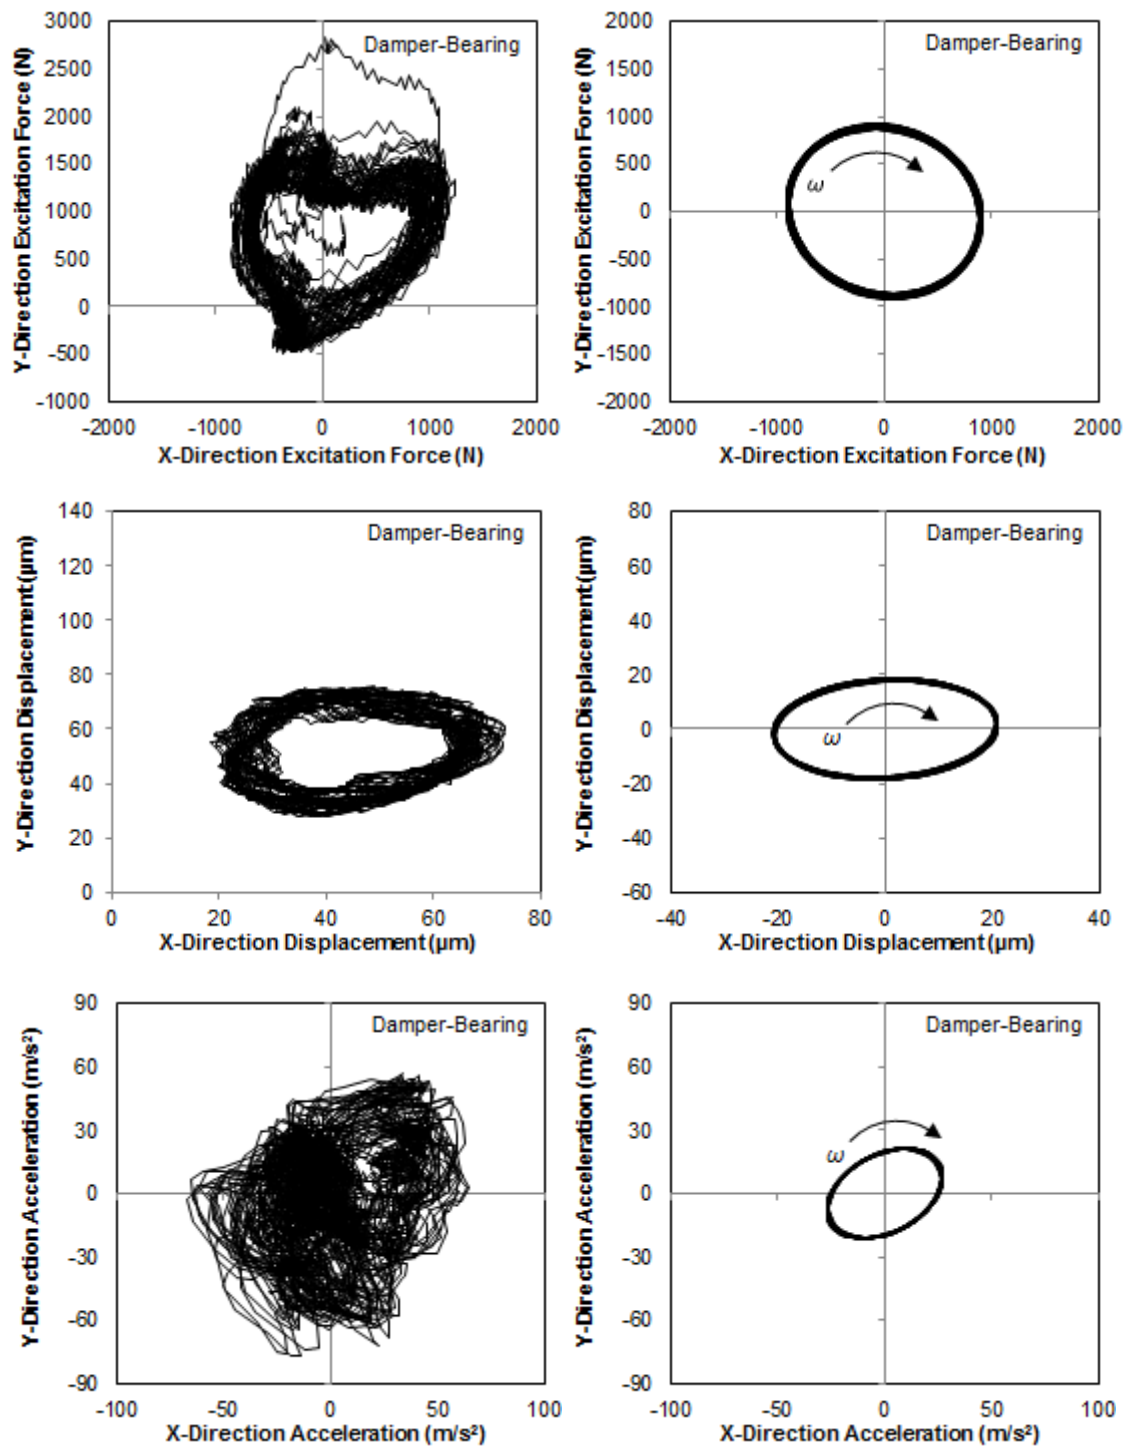 Y-Direction Excitation Force (N)
3000
2500
2000
1500
1000
500
0
-500
-1000
Damper-Bearing
-2000 -1000 0 1000 2000
X-Direction Excitation Force (N)
Y-Direction Excitation Force (N)
2000
1500
1000
500
0
-500
-1000
-1500
-2000
Damper-Bearing
ω
-2000 -1000 0 1000 2000
X-Direction Excitation Force (N)
Y-Direction Displacement (µm)
140
120
100
80
60
40
20
0
Damper-Bearing
0 20 40 60 80
X-Direction Displacement (µm)
Y-Direction Displacement (µm)
80
60
40
20
0
-20
-40
-60
Damper-Bearing
ω
-40 -20 0 20 40
X-Direction Displacement (µm)
Y-Direction Acceleration (m/s²)
90
60
30
0
-30
-60
-90
Damper-Bearing
-100 -50 0 50 100
X-Direction Acceleration (m/s²)
Y-Direction Acceleration (m/s²)
90
60
30
0
-30
-60
-90
Damper-Bearing
ω
-100 -50 0 50 100
X-Direction Acceleration (m/s²)